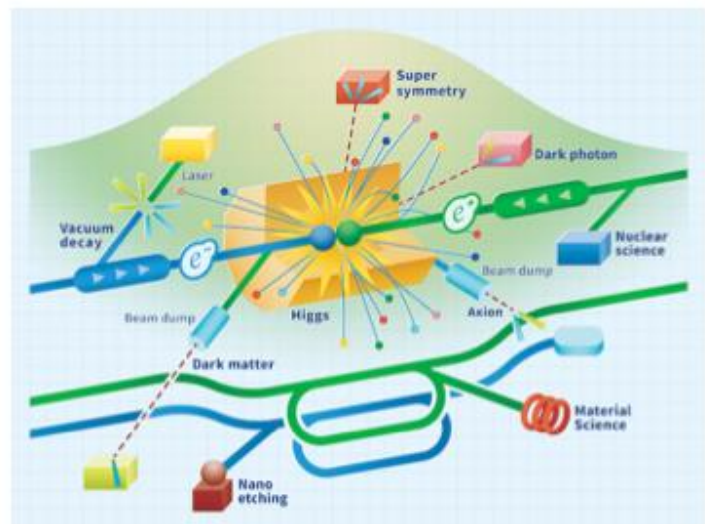 Super
symmetry
Dark photon
Laser
Vacuum
decay
e⁻
e⁺
Nuclear
science
Beam dump
Axion
Higgs
Beam dump
Dark matter
Material
Science
Nano
etching